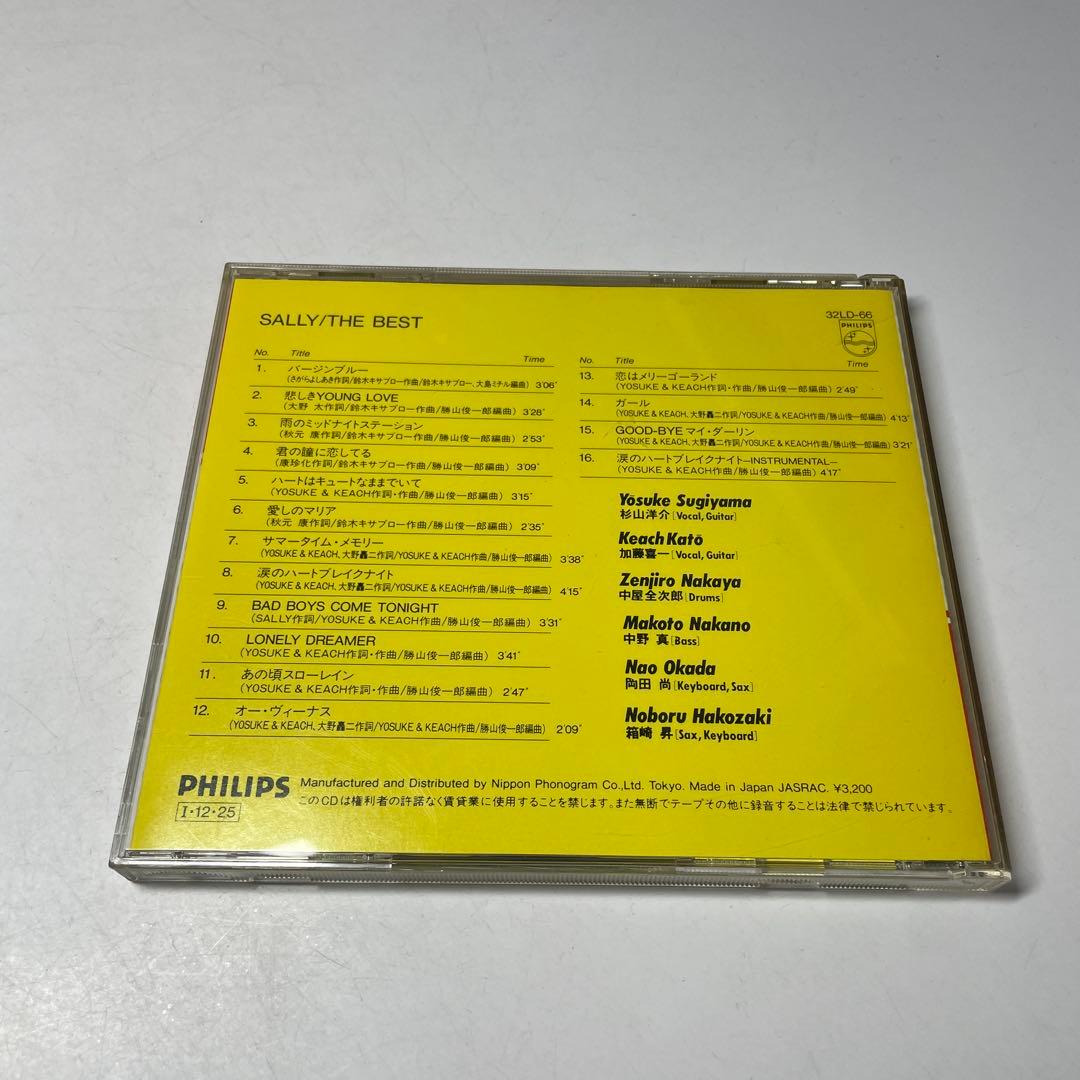 SALLY/THE BEST
32LD-66
PHILIPS
No. Title Time
1. バージンブルー
(さがらよしあき作詞/鈴木キサブロー作曲/鈴木キサブロー、大島ミチル編曲) 3'06"
2. 悲しきYOUNG LOVE
(大野 太作詞/鈴木キサブロー作曲/勝山俊一郎編曲) 3'28"
3. 雨のミッドナイトステーション
(秋元 康作詞/鈴木キサブロー作曲/勝山俊一郎編曲) 2'53"
4. 君の瞳に恋してる
(康珍化作詞/鈴木キサブロー作曲/勝山俊一郎編曲) 3'09"
5. ハートはキュートなままでいて
(YOSUKE & KEACH作詞・作曲/勝山俊一郎編曲) 3'15"
6. 愛しのマリア
(秋元 康作詞/鈴木キサブロー作曲/勝山俊一郎編曲) 2'35"
7. サマータイム・メモリー
(YOSUKE & KEACH、大野轟二作詞/YOSUKE & KEACH作曲/勝山俊一郎編曲) 3'38"
8. 涙のハートブレイクナイト
(YOSUKE & KEACH、大野轟二作詞/YOSUKE & KEACH作曲/勝山俊一郎編曲) 4'15"
9. BAD BOYS COME TONIGHT
(SALLY作詞/YOSUKE & KEACH作曲/勝山俊一郎編曲) 3'31"
10. LONELY DREAMER
(YOSUKE & KEACH作詞・作曲/勝山俊一郎編曲) 3'41"
11. あの頃スローレイン
(YOSUKE & KEACH作詞・作曲/勝山俊一郎編曲) 2'47"
12. オー・ヴィーナス
(YOSUKE & KEACH、大野轟二作詞/YOSUKE & KEACH作曲/勝山俊一郎編曲) 2'09"
No. Title Time
13. 恋はメリーゴーランド
(YOSUKE & KEACH作詞・作曲/勝山俊一郎編曲) 2'49"
14. ガール
(YOSUKE & KEACH、大野轟二作詞/YOSUKE & KEACH作曲/勝山俊一郎編曲) 4'13"
15. GOOD-BYE マイ・ダーリン
(YOSUKE & KEACH、大野轟二作詞/YOSUKE & KEACH作曲/勝山俊一郎編曲) 3'21"
16. 涙のハートブレイクナイト—INSTRUMENTAL—
(YOSUKE & KEACH作曲/勝山俊一郎編曲) 4'17"
Yōsuke Sugiyama
杉山洋介[Vocal, Guitar]
Keach Katō
加藤喜一[Vocal, Guitar]
Zenjiro Nakaya
中屋全次郎[Drums]
Makoto Nakano
中野 真[Bass]
Nao Okada
岡田 尚[Keyboard, Sax]
Noboru Hakozaki
箱崎 昇[Sax, Keyboard]
PHILIPS Manufactured and Distributed by Nippon Phonogram Co., Ltd. Tokyo. Made in Japan JASRAC. ¥3,200
I・12・25 このCDは権利者の許諾なく賃貸業に使用することを禁じます。また無断でテープその他に録音することは法律で禁じられています。